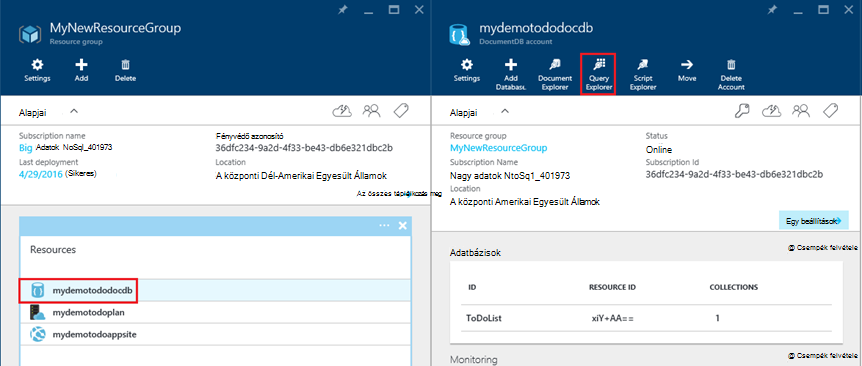 MyNewResourceGroup
Resource group
Settings
Add
Delete
Alapjai
Subscription name
Big Adatok NoSql_401973
Fényvédő azonosító
36dfc234-9a2d-4f33-be43-db6e321dbc2b
Last deployment
4/29/2016 (Sikeres)
Location
A központi Dél-Amerikai Egyesült Államok
Az összes
meg
Resources
mydemotododocdb
mydemotodoplan
mydemotodoappsite
mydemotododocdb
DocumentDB account
Settings
Add Databas.
Document Explorer
Query Explorer
Script Explorer
Move
Delete Account
Alapjai
Resource group
MyNewResourceGroup
Status
Online
Subscription Name
Nagy adatok NtoSq1_401973
Subscription Id
36dfc234-9a2d-4f33-be43-db6e321dbc2b
Location
A központi Amerikai Egyesült Államok
Egy beállítások
Csempék felvétele
Adatbázisok
ID RESOURCE ID COLLECTIONS
ToDoList xiY+AA== 1
Monitoring
Csempék felvétele